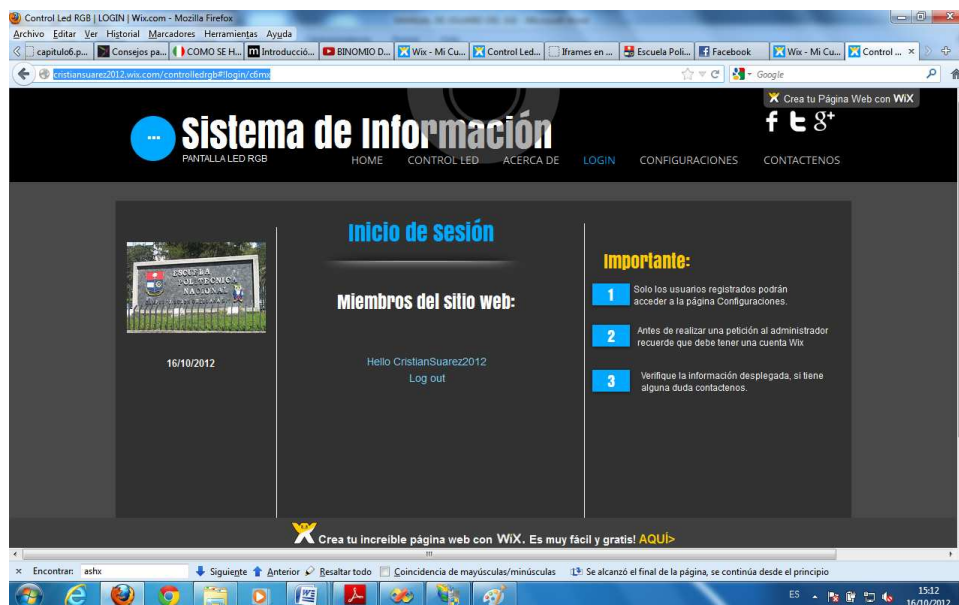 Control Led RGB | LOGIN | Wix.com - Mozilla Firefox
Archivo Editar Ver Historial Marcadores Herramientas Ayuda
capitulo6.p... Consejos pa... COMO SE H... Introducció... BINOMIO D... Wix - Mi Cu... Control Led... Iframes en ... Escuela Poli... Facebook Wix - Mi Cu... Control ...
cristiansuarez2012.wix.com/controlledrgb#!login/c6mx
Google
Crea tu Página Web con WiX
Sistema de Información
PANTALLA LED RGB
HOME CONTROL LED ACERCA DE LOGIN CONFIGURACIONES CONTACTENOS
ESCUELA
POLITECNICA
NACIONAL
16/10/2012
Inicio de sesión
Miembros del sitio web:
Hello CristianSuarez2012
Log out
Importante:
1 Solo los usuarios registrados podrán
acceder a la página Configuraciones.
2 Antes de realizar una petición al administrador
recuerde que debe tener una cuenta Wix
3 Verifique la información desplegada, si tiene
alguna duda contactenos.
Crea tu increíble página web con WiX. Es muy fácil y gratis! AQUÍ>
Encontrar: ashx Siguiente Anterior Resaltar todo Coincidencia de mayúsculas/minúsculas Se alcanzó el final de la página, se continúa desde el principio
ES 15:12
16/10/2012